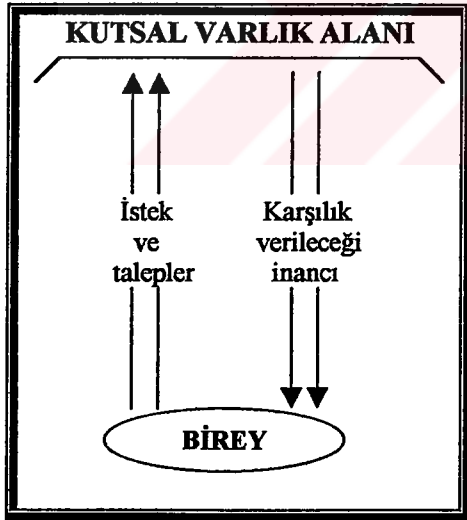 KUTSAL VARLIK ALANI
İstek
ve
talepler
Karşılık
verileceği
inancı
BİREY